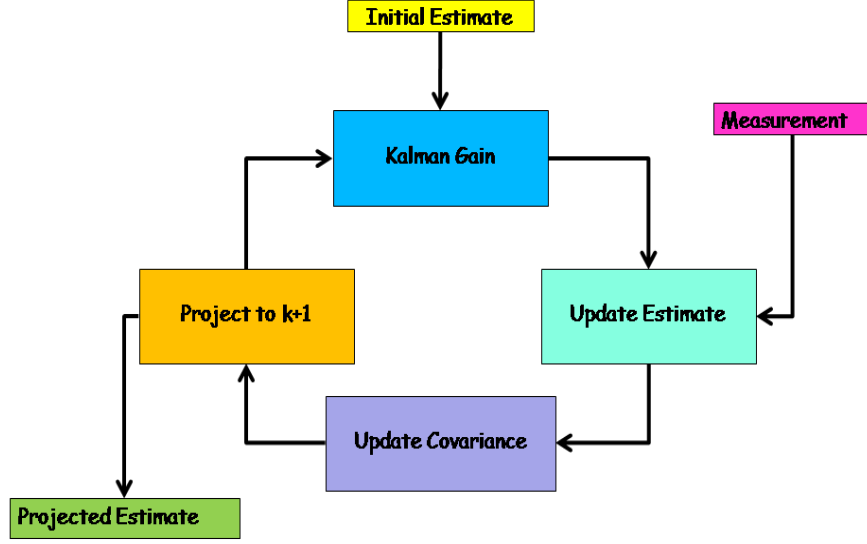 Initial Estimate
Measurement
Kalman Gain
Project to k+1
Update Estimate
Update Covariance
Projected Estimate